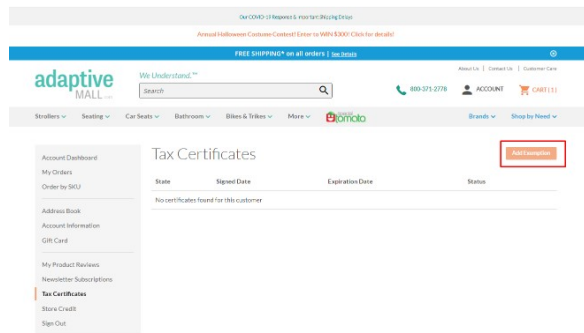 Our COVID-19 Response & Important Shipping Delays
Annual Halloween Costume Contest! Enter to WIN $300! Click for details!
FREE SHIPPING* on all orders | See Details
About Us | Contact Us | Customer Care
adaptive MALL
We Understand.™
Search
800-371-2778
ACCOUNT
CART (1)
Strollers Seating Car Seats Bathroom Bikes & Trikes More tomato Brands Shop by Need
Account Dashboard
My Orders
Order by SKU
Address Book
Account Information
Gift Card
My Product Reviews
Newsletter Subscriptions
Tax Certificates
Store Credit
Sign Out
Tax Certificates
Add Exemption
State Signed Date Expiration Date Status
No certificates found for this customer